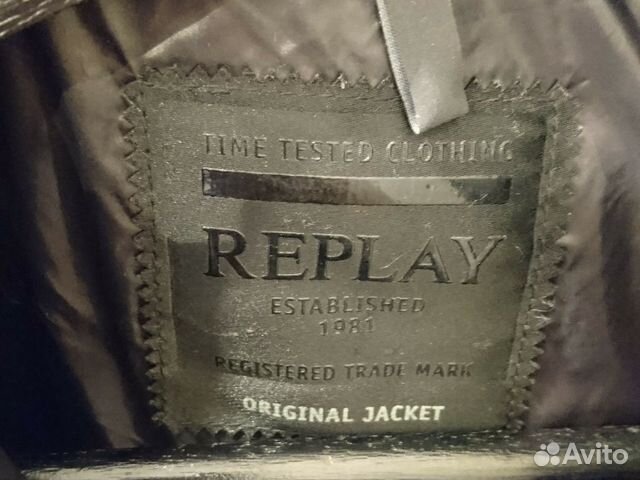 TIME TESTED CLOTHING
REPLAY
ESTABLISHED
1981
REGISTERED TRADE MARK
ORIGINAL JACKET
Avito